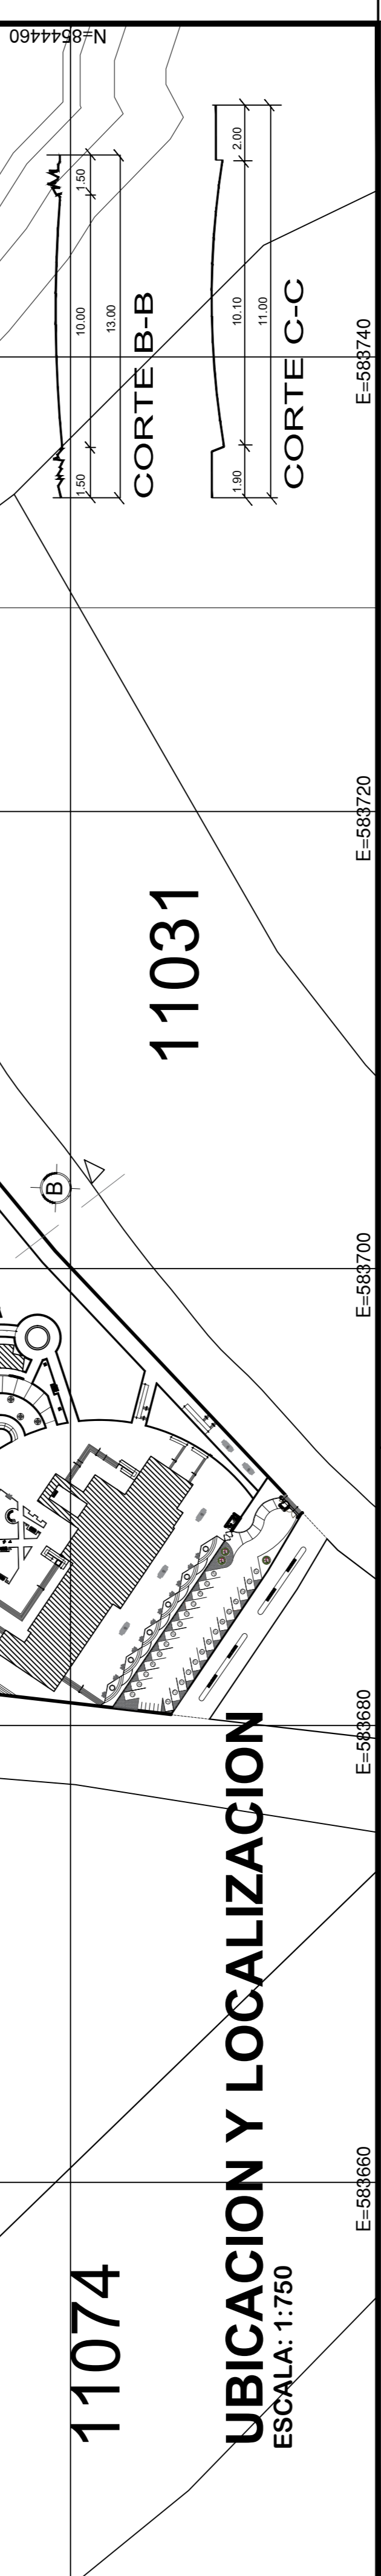 N=8544460
1.50
10.00
1.50
13.00
CORTE B-B
2.00
10.10
1.90
11.00
CORTE C-C
E=583740
E=583720
11031
B
E=583700
E=583680
11074
UBICACION Y LOCALIZACION
ESCALA: 1:750
E=583660